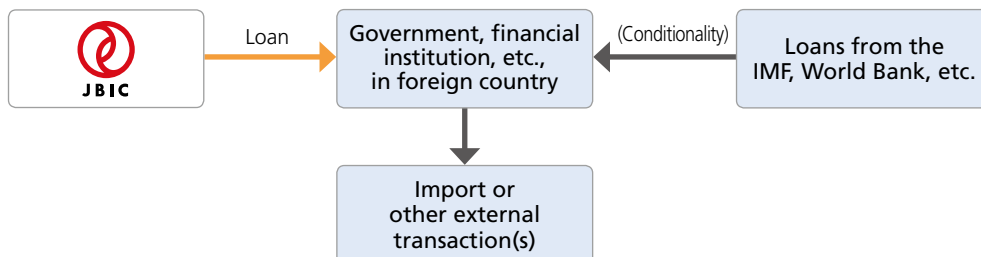 JBIC
Loan
Government, financial
institution, etc.,
in foreign country
(Conditionality)
Loans from the
IMF, World Bank, etc.
Import or
other external
transaction(s)